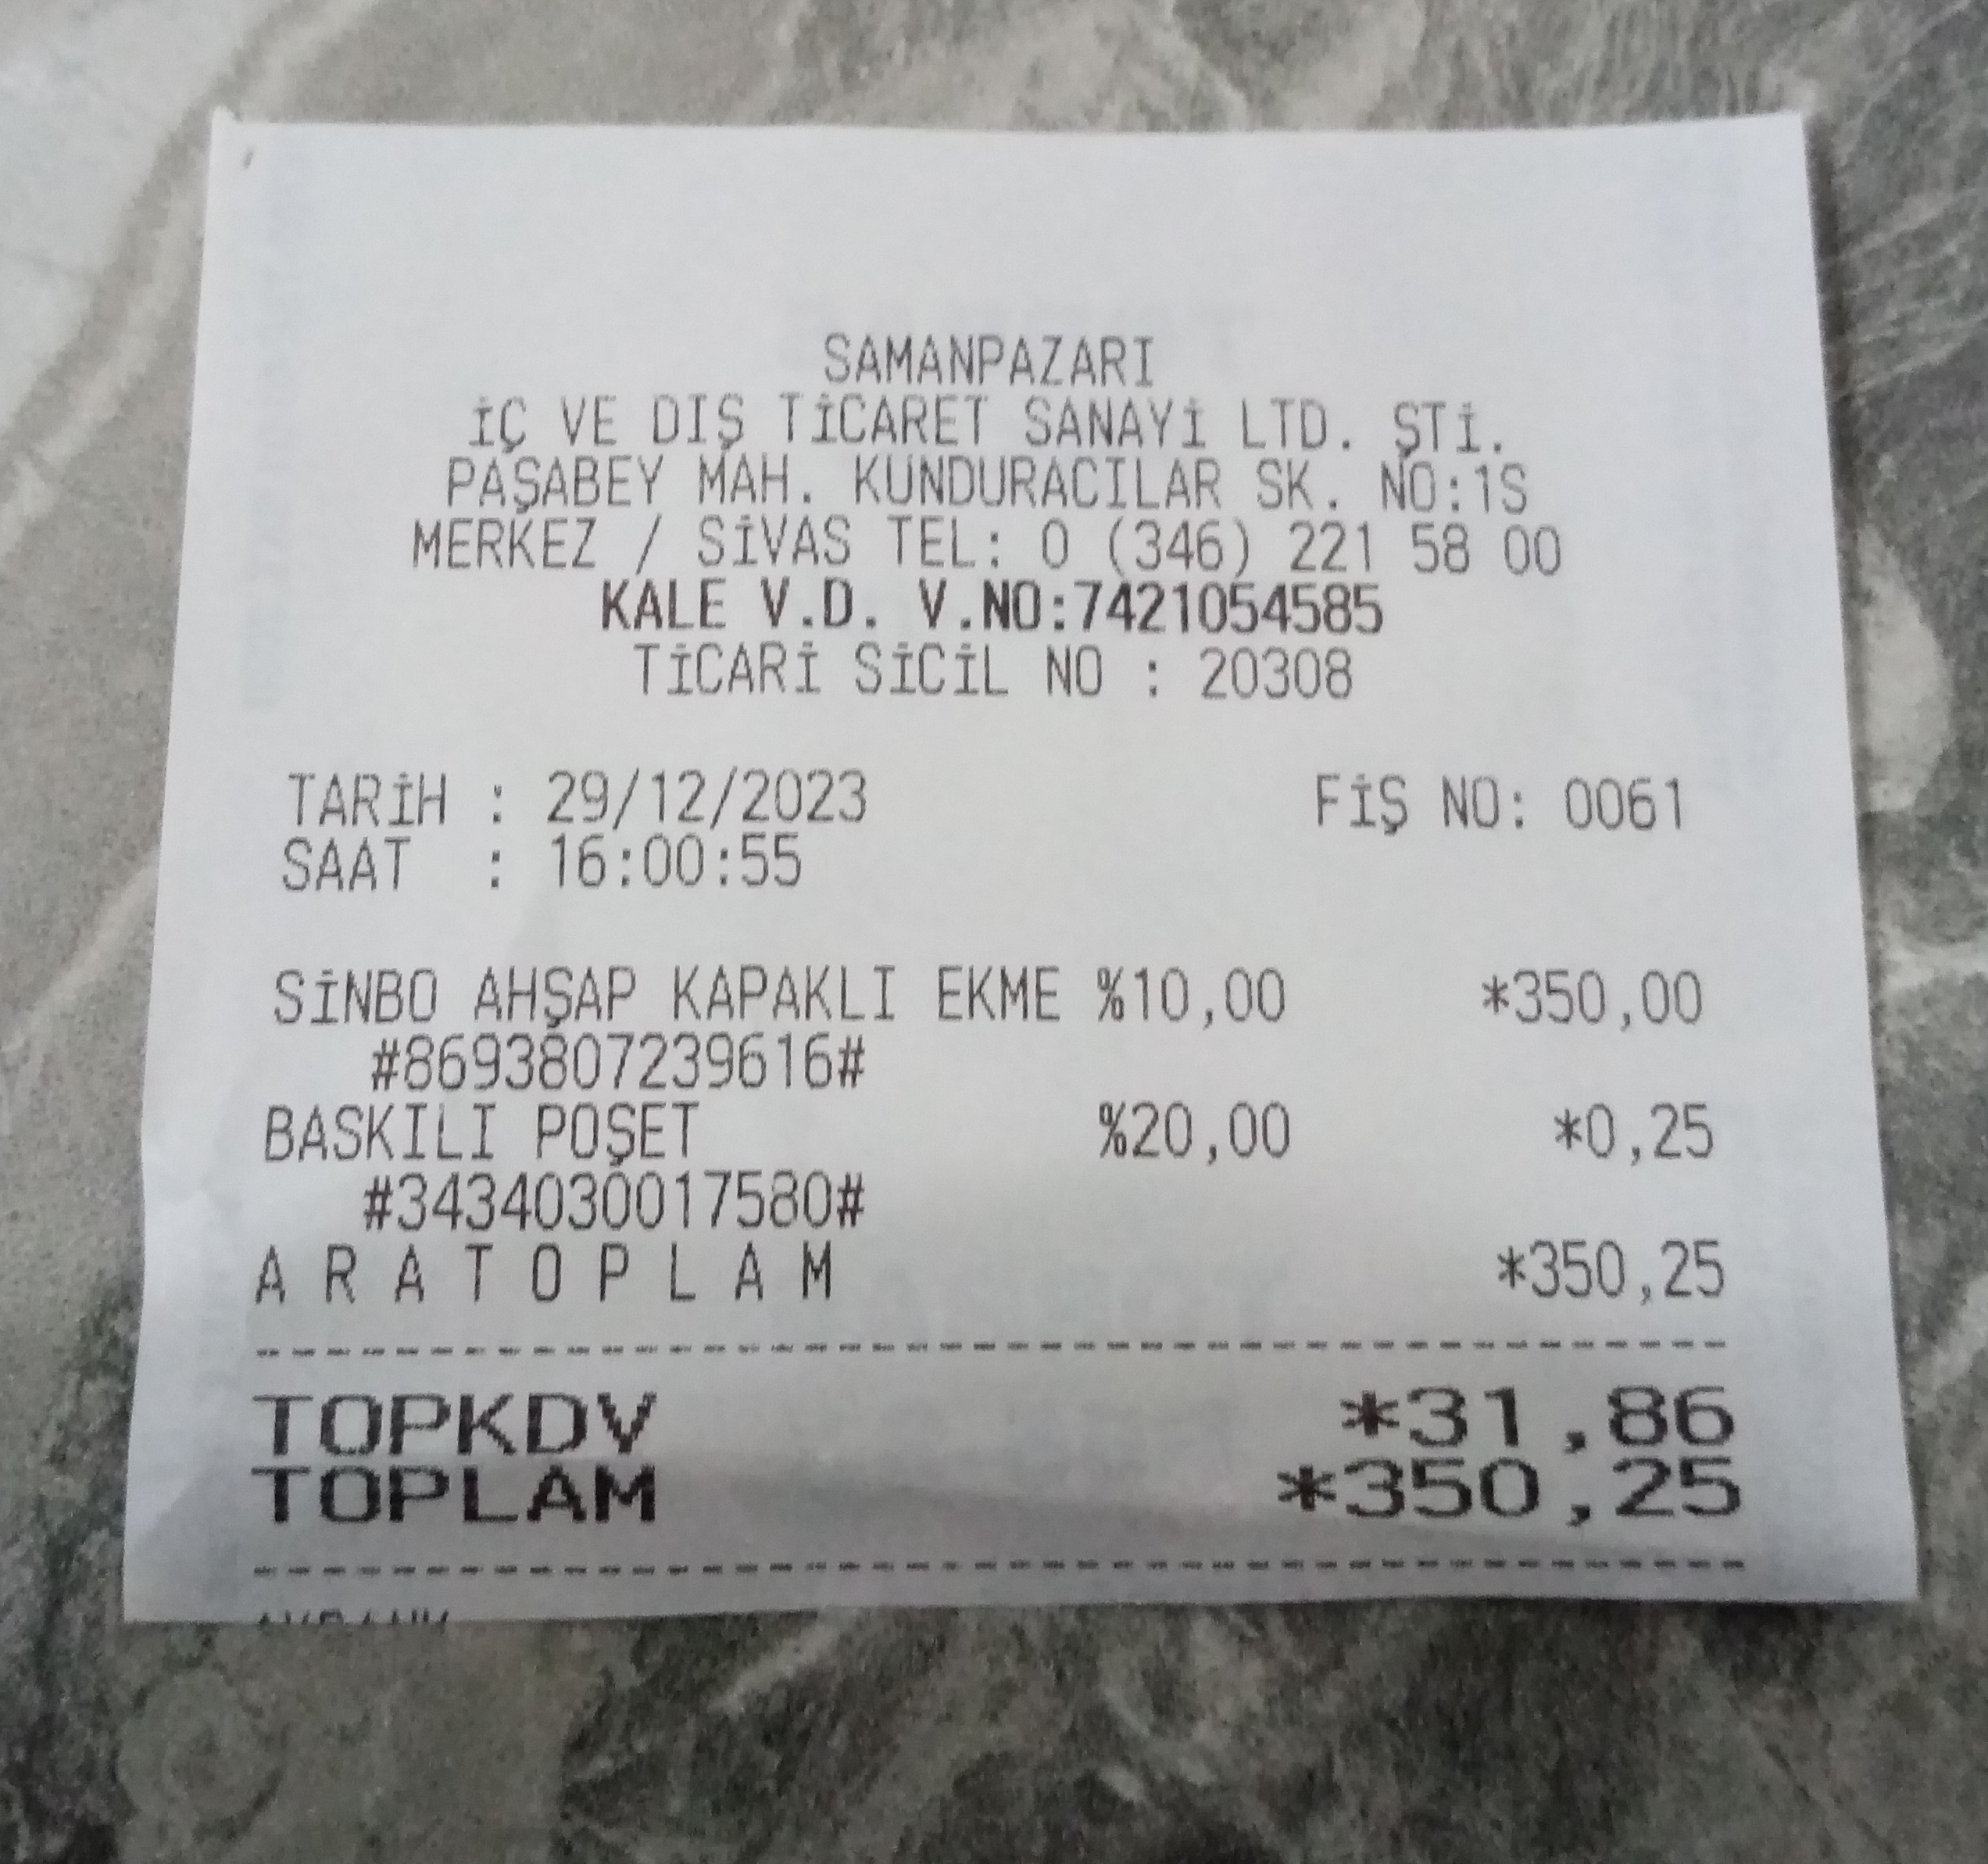 SAMANPAZARI
İÇ VE DIŞ TİCARET SANAYİ LTD. ŞTİ.
PAŞABEY MAH. KUNDURACILAR SK. NO:1S
MERKEZ / SİVAS TEL: 0 (346) 221 58 00
KALE V.D. V.NO:7421054585
TİCARİ SİCİL NO : 20308
TARİH : 29/12/2023 FİŞ NO: 0061
SAAT : 16:00:55
SİNBO AHŞAP KAPAKLI EKME %10,00 *350,00
#8693807239616#
BASKILI POŞET %20,00 *0,25
#3434030017580#
A R A T O P L A M *350,25
TOPKDV *31,86
TOPLAM *350,25